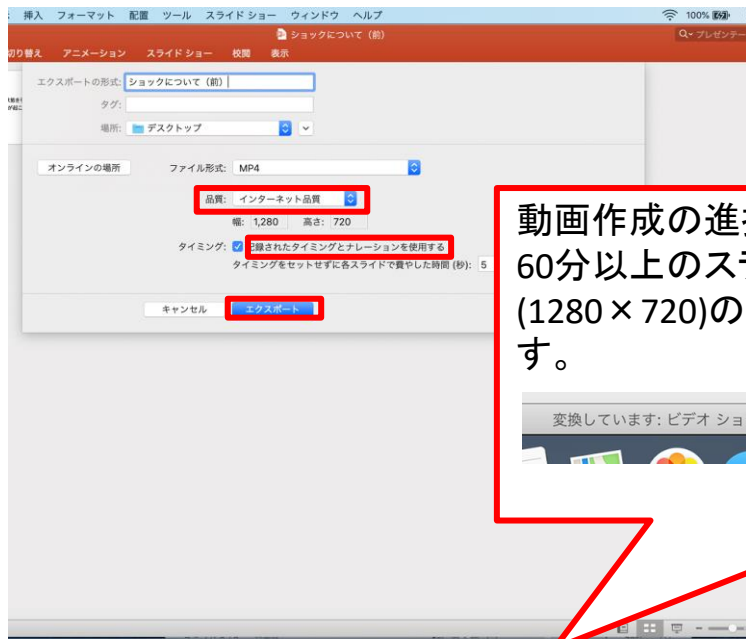 挿入 フォーマット 配置 ツール スライド ショー ウィンドウ ヘルプ 100%
ショックについて（前）
切り替え アニメーション スライド ショー 校閲 表示
エクスポートの形式: ショックについて（前）
タグ:
場所: デスクトップ
オンラインの場所 ファイル形式: MP4
品質: インターネット品質
幅: 1,280 高さ: 720
タイミング: 記録されたタイミングとナレーションを使用する
タイミングをセットせずに各スライドで費やした時間 (秒): 5
キャンセル エクスポート
動画作成の進
60分以上のス
(1280×720)の
す。
変換しています: ビデオ ショ